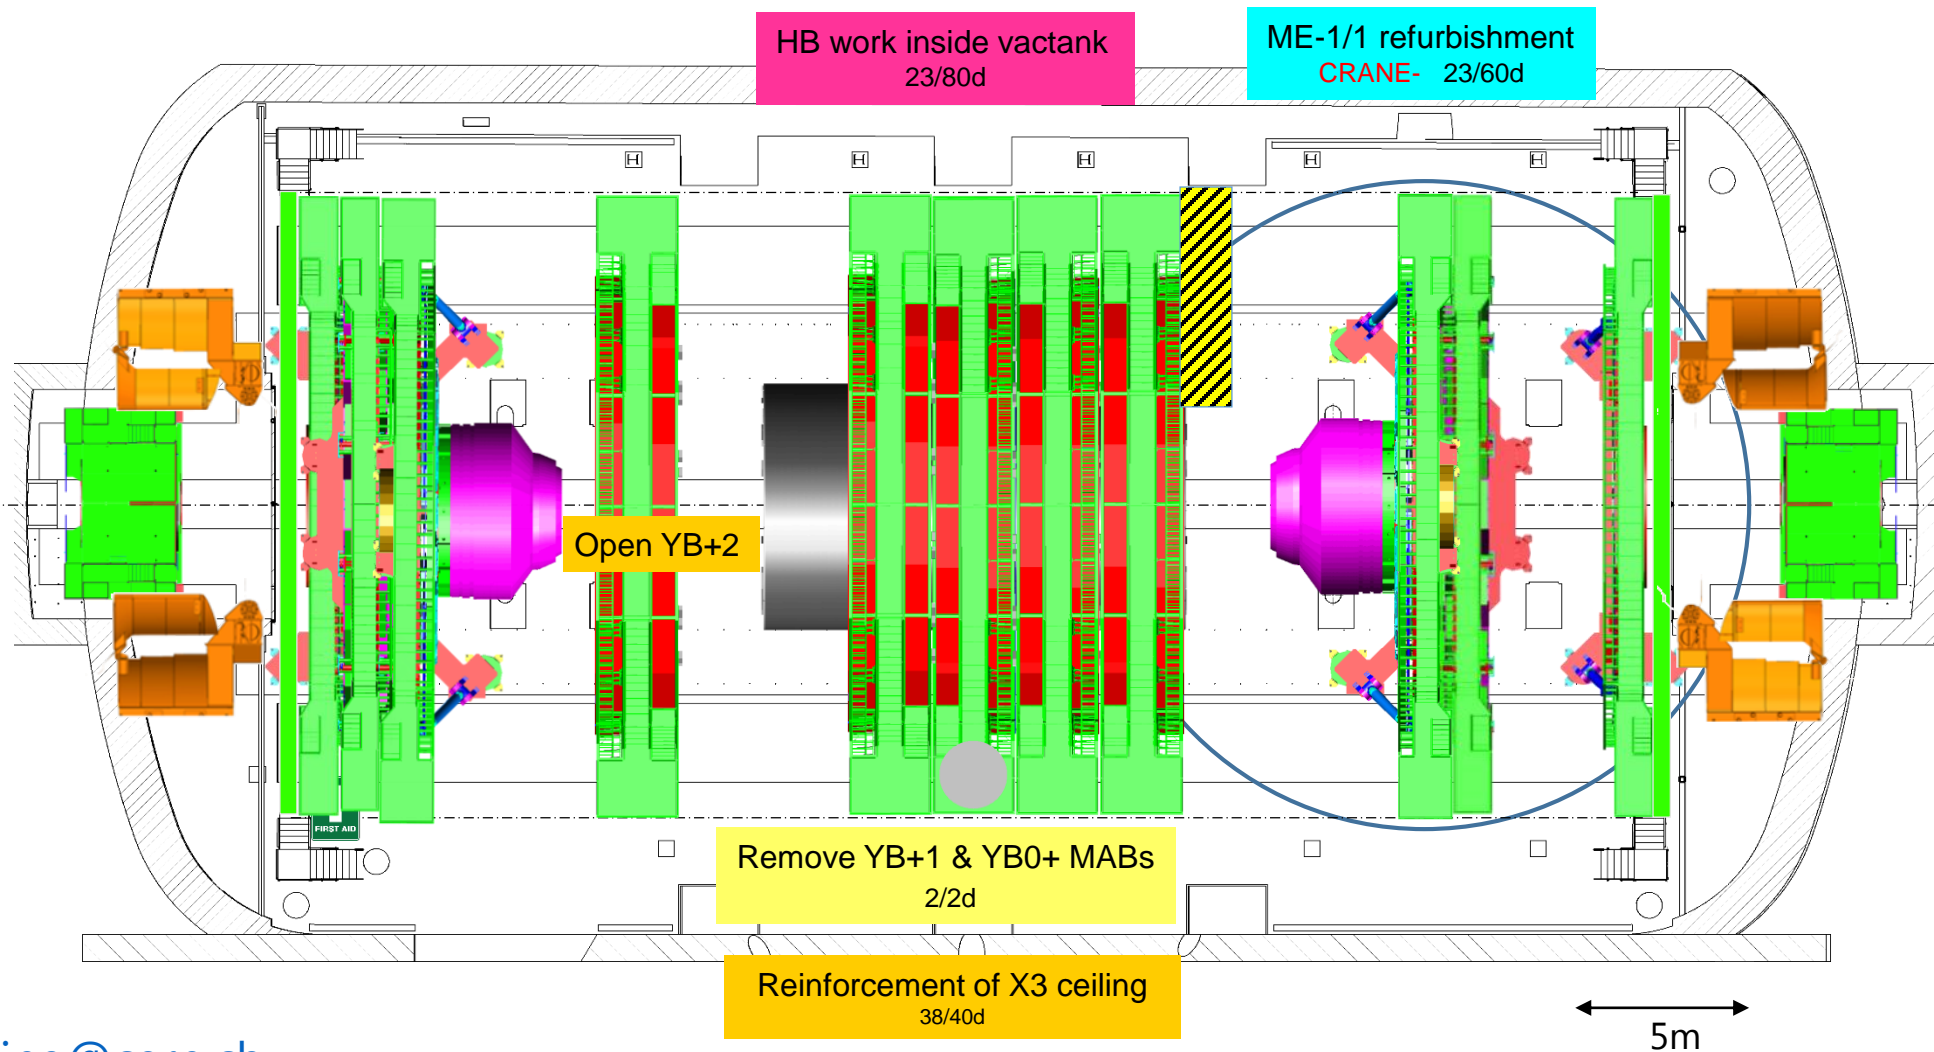 HB work inside vactank
23/80d
ME-1/1 refurbishment
CRANE- 23/60d
H H H H H
Open YB+2
FIRST AID
Remove YB+1 & YB0+ MABs
2/2d
Reinforcement of X3 ceiling
38/40d
5m